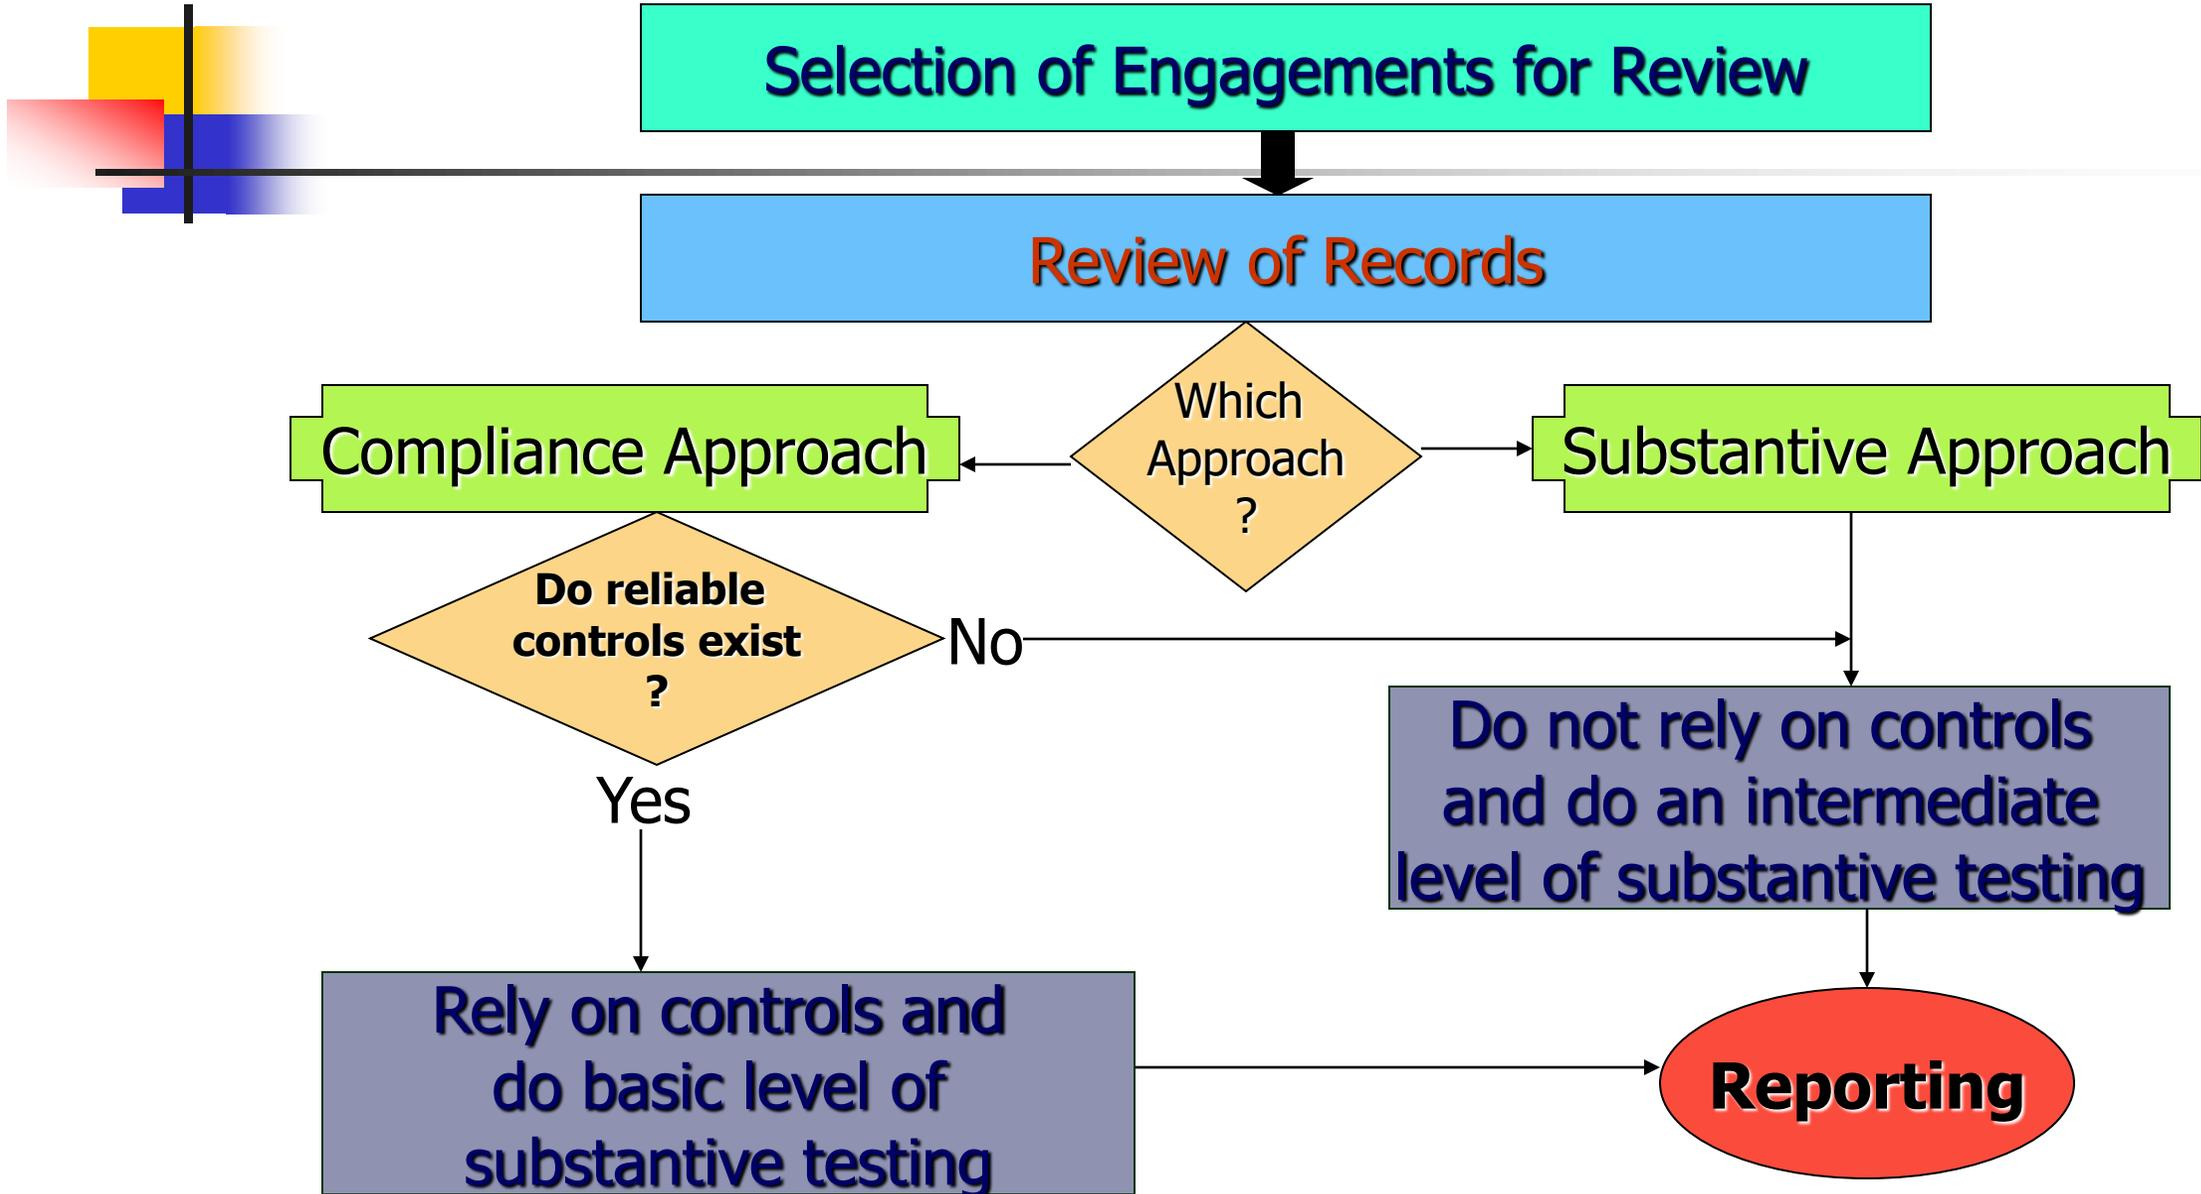 Selection of Engagements for Review
Review of Records
Which
Approach
?
Compliance Approach
Substantive Approach
Do reliable
controls exist
?
No
Yes
Do not rely on controls
and do an intermediate
level of substantive testing
Rely on controls and
do basic level of
substantive testing
Reporting